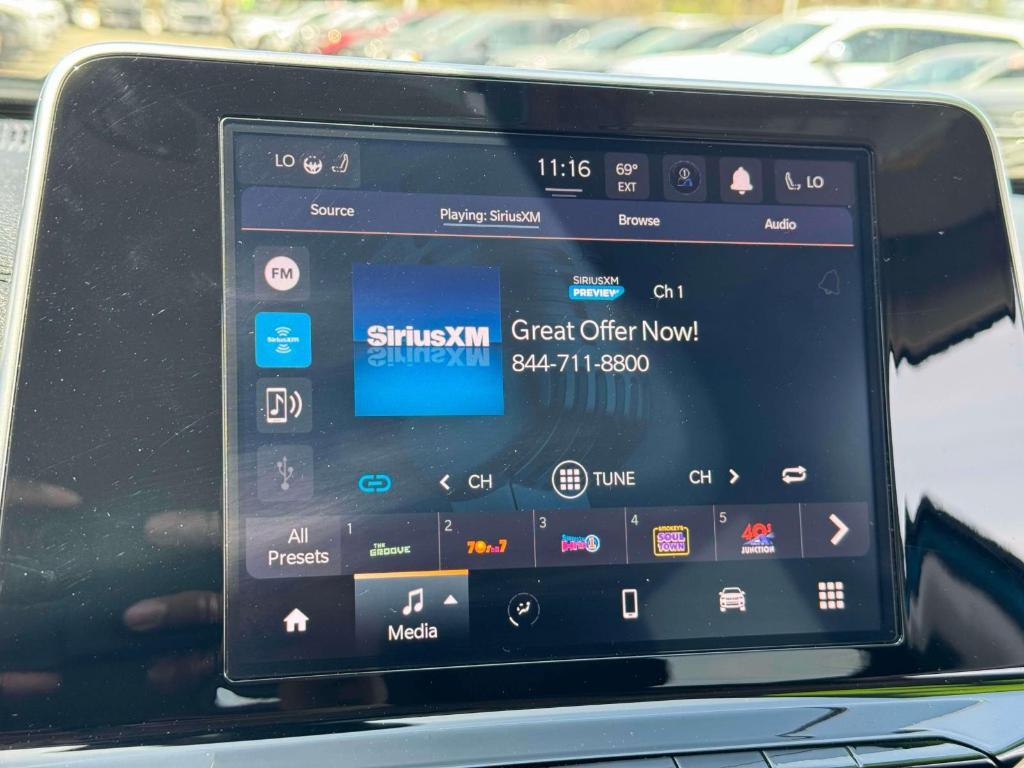 LO
11:16
69°
EXT
LO
Source
Playing: SiriusXM
Browse
Audio
FM
SiriusXM
SiriusXM
SIRIUSXM
PREVIEW
Ch 1
Great Offer Now!
844-711-8800
CH
TUNE
CH
All
Presets
1
THE
GROOVE
2
70s on 7
3
4
SMOKEY'S
SOUL
TOWN
5
40s
JUNCTION
Media